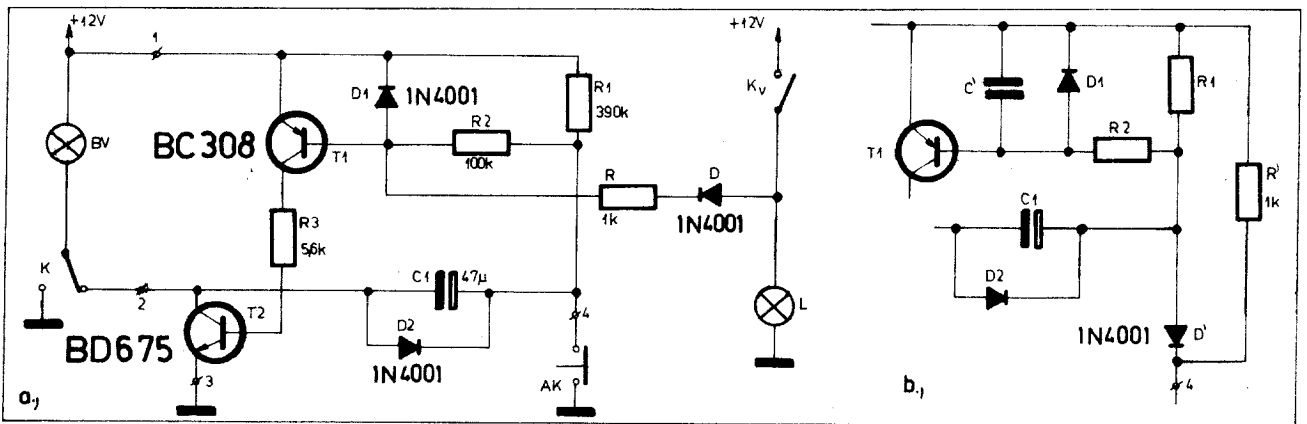 +12V
1
BV
BC308
T1
D1
1N4001
R2
100k
R1
390k
R
1k
D
1N4001
+12V
Kv
L
R3
5,6k
K
2
T2
BD675
3
C1
47µ
D2
1N4001
4
AK
a.,
T1
C'
D1
R2
R1
R'
1k
C1
D2
1N4001
D'
4
b.,